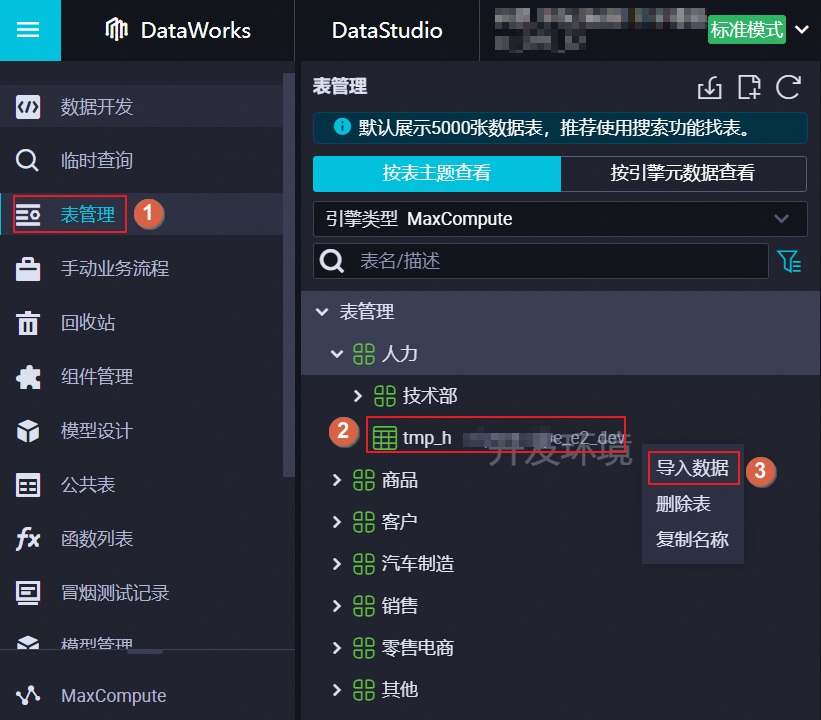 DataWorks
DataStudio
标准模式
数据开发
临时查询
表管理
1
手动业务流程
回收站
组件管理
模型设计
公共表
函数列表
冒烟测试记录
模型管理
MaxCompute
表管理
默认展示5000张数据表，推荐使用搜索功能找表。
按表主题查看
按引擎元数据查看
引擎类型 MaxCompute
表名/描述
表管理
人力
技术部
2
tmp_h
_e2_dev
开发环境
导入数据
3
删除表
复制名称
商品
客户
汽车制造
销售
零售电商
其他